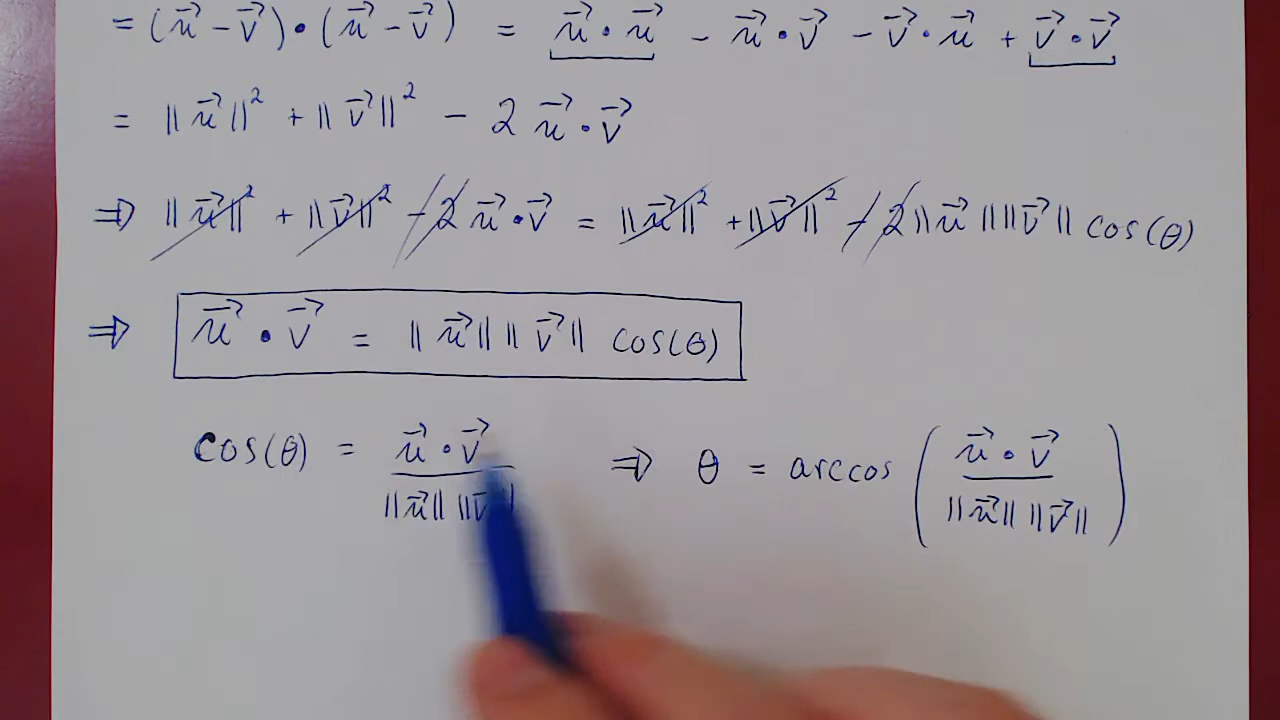 = (u⃗ − v⃗) • (u⃗ − v⃗) = u⃗ • u⃗ − u⃗ • v⃗ − v⃗ • u⃗ + v⃗ • v⃗
= ||u⃗||² + ||v⃗||² − 2 u⃗ • v⃗
⇒ ||u⃗||² + ||v⃗||² − 2 u⃗ • v⃗ = ||u⃗||² + ||v⃗||² − 2 ||u⃗|| ||v⃗|| cos(θ)
⇒ u⃗ • v⃗ = ||u⃗|| ||v⃗|| cos(θ)
cos(θ) = u⃗ • v⃗ / ||u⃗|| ||v⃗|| ⇒ θ = arccos ( u⃗ • v⃗ / ||u⃗|| ||v⃗|| )